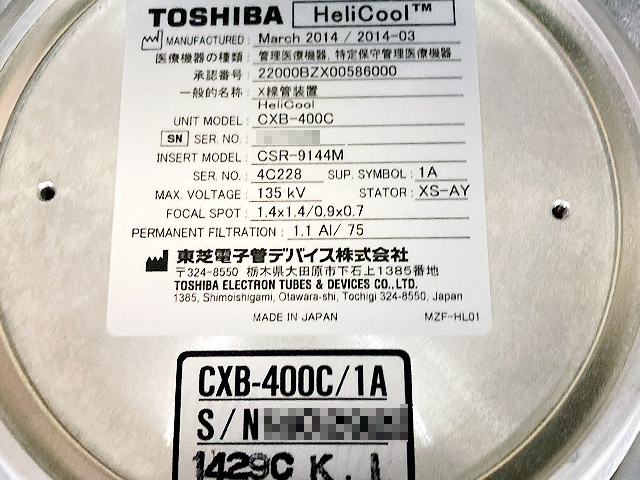 TOSHIBA HeliCool™
MANUFACTURED: March 2014 / 2014-03
医療機器の種類: 管理医療機器, 特定保守管理医療機器
承認番号: 22000BZX00586000
一般的名称: X線管装置
HeliCool
UNIT MODEL: CXB-400C
SN SER. NO.:
INSERT MODEL: CSR-9144M
SER. NO.: 4C228 SUP. SYMBOL: 1A
MAX. VOLTAGE: 135 kV STATOR: XS-AY
FOCAL SPOT: 1.4x1.4/0.9x0.7
PERMANENT FILTRATION: 1.1 Al/ 75
東芝電子管デバイス株式会社
〒324-8550 栃木県大田原市下石上1385番地
TOSHIBA ELECTRON TUBES & DEVICES CO.,LTD.
1385, Shimoishigami, Otawara-shi, Tochigi 324-8550, Japan
MADE IN JAPAN MZF-HL01
CXB-400C/1A
S/N
1429C K.I